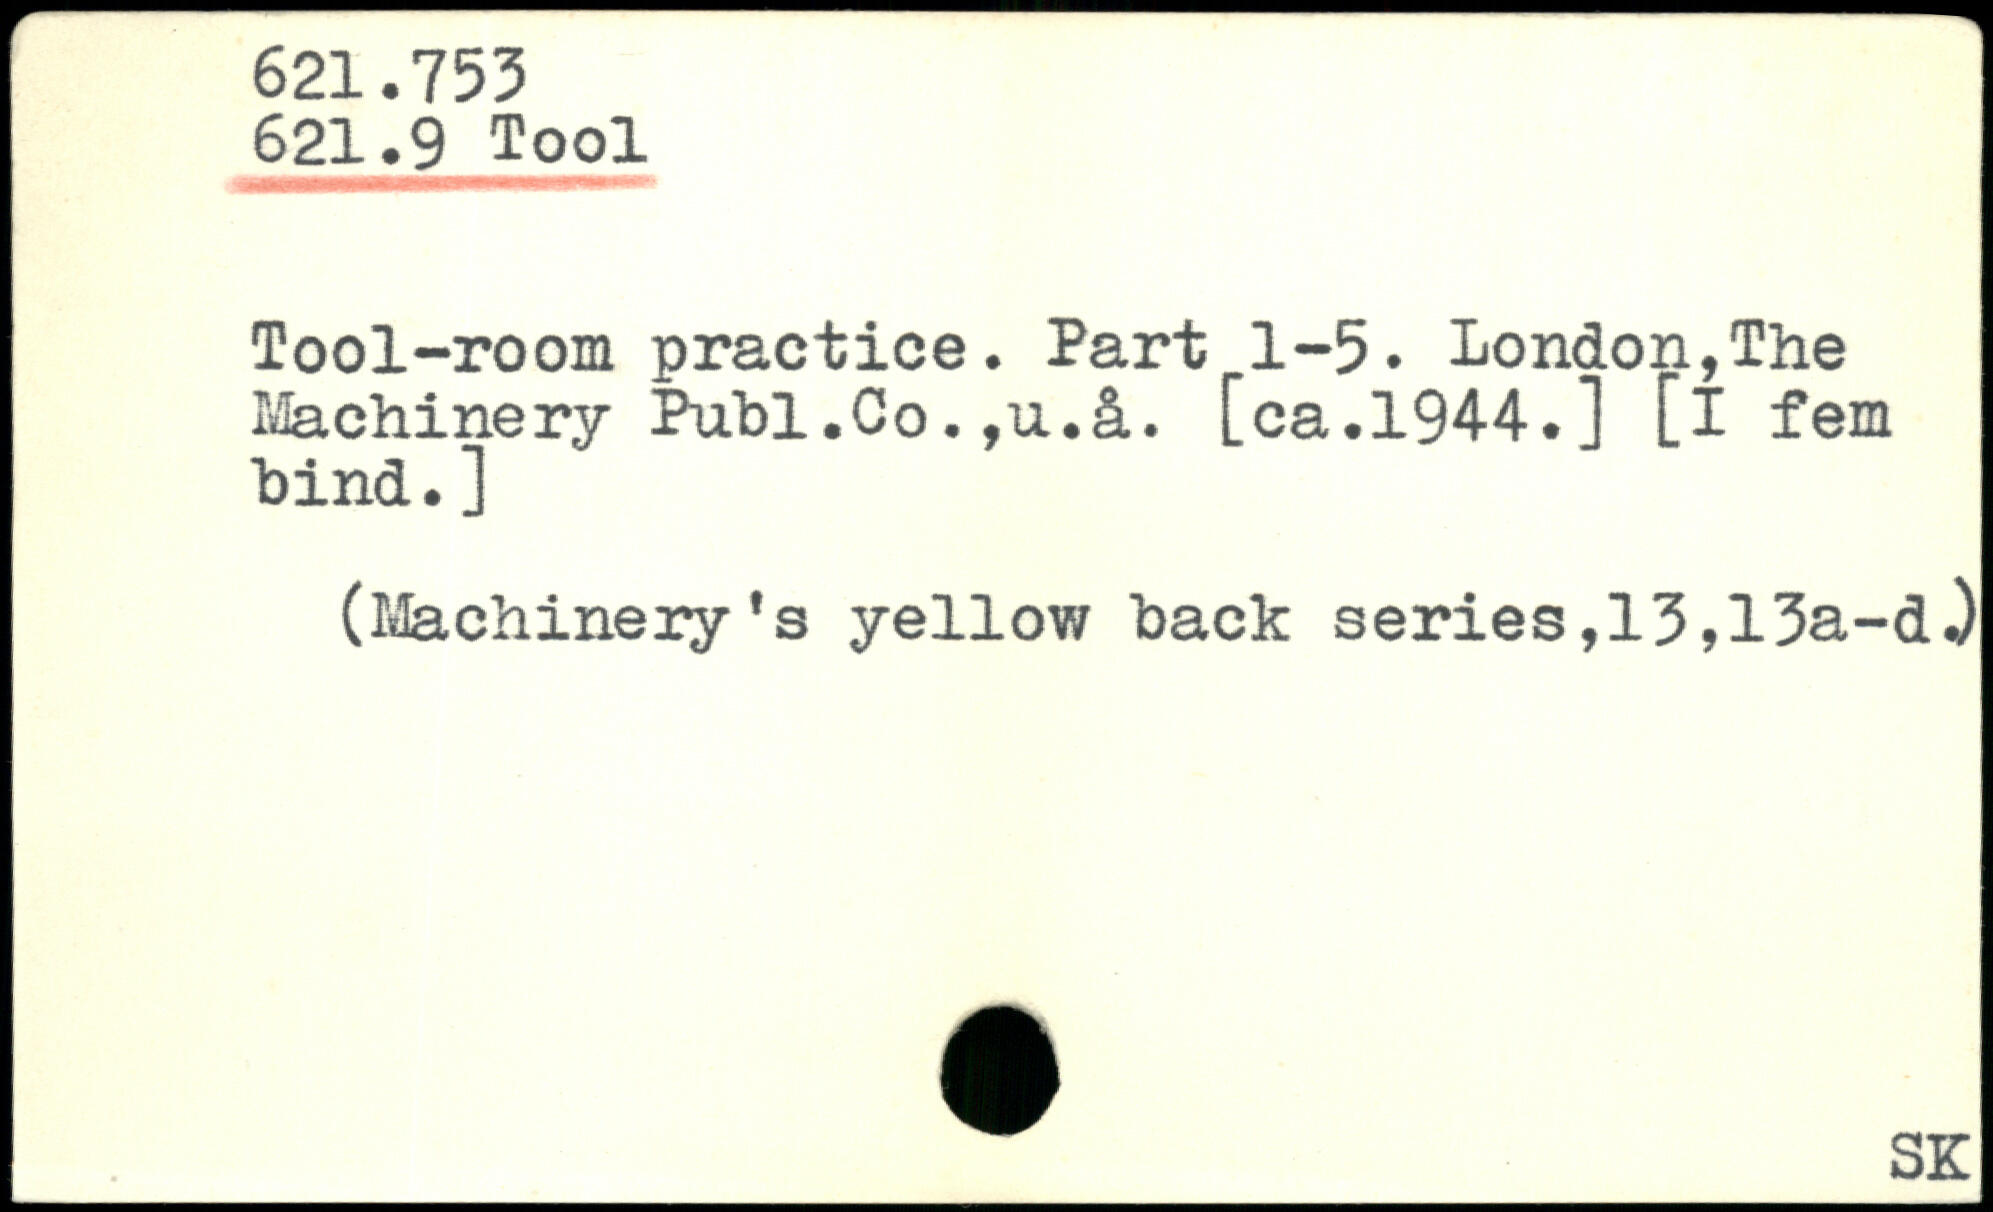 621.753
621.9 Tool
Tool-room practice. Part 1-5. London,The
Machinery Publ.Co.,u.å. [ca.1944.] [I fem
bind.]
(Machinery's yellow back series,13,13a-d.)
SK